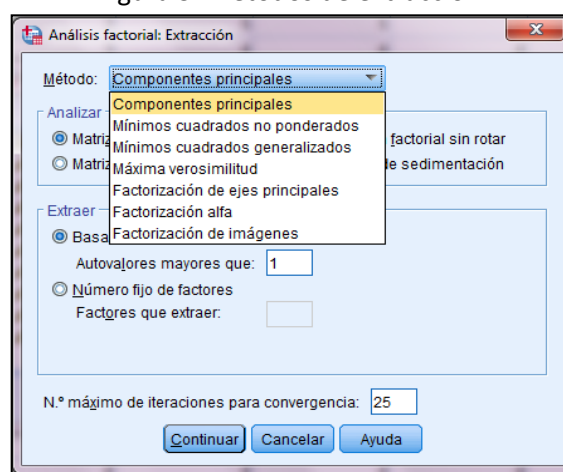 Análisis factorial: Extracción
Método: Componentes principales
Componentes principales
Mínimos cuadrados no ponderados
Mínimos cuadrados generalizados
Máxima verosimilitud
Factorización de ejes principales
Factorización alfa
Factorización de imágenes
Analizar
factorial sin rotar
de sedimentación
Extraer
Autovalores mayores que: 1
Número fijo de factores
Factores que extraer:
N.º máximo de iteraciones para convergencia: 25
Continuar Cancelar Ayuda